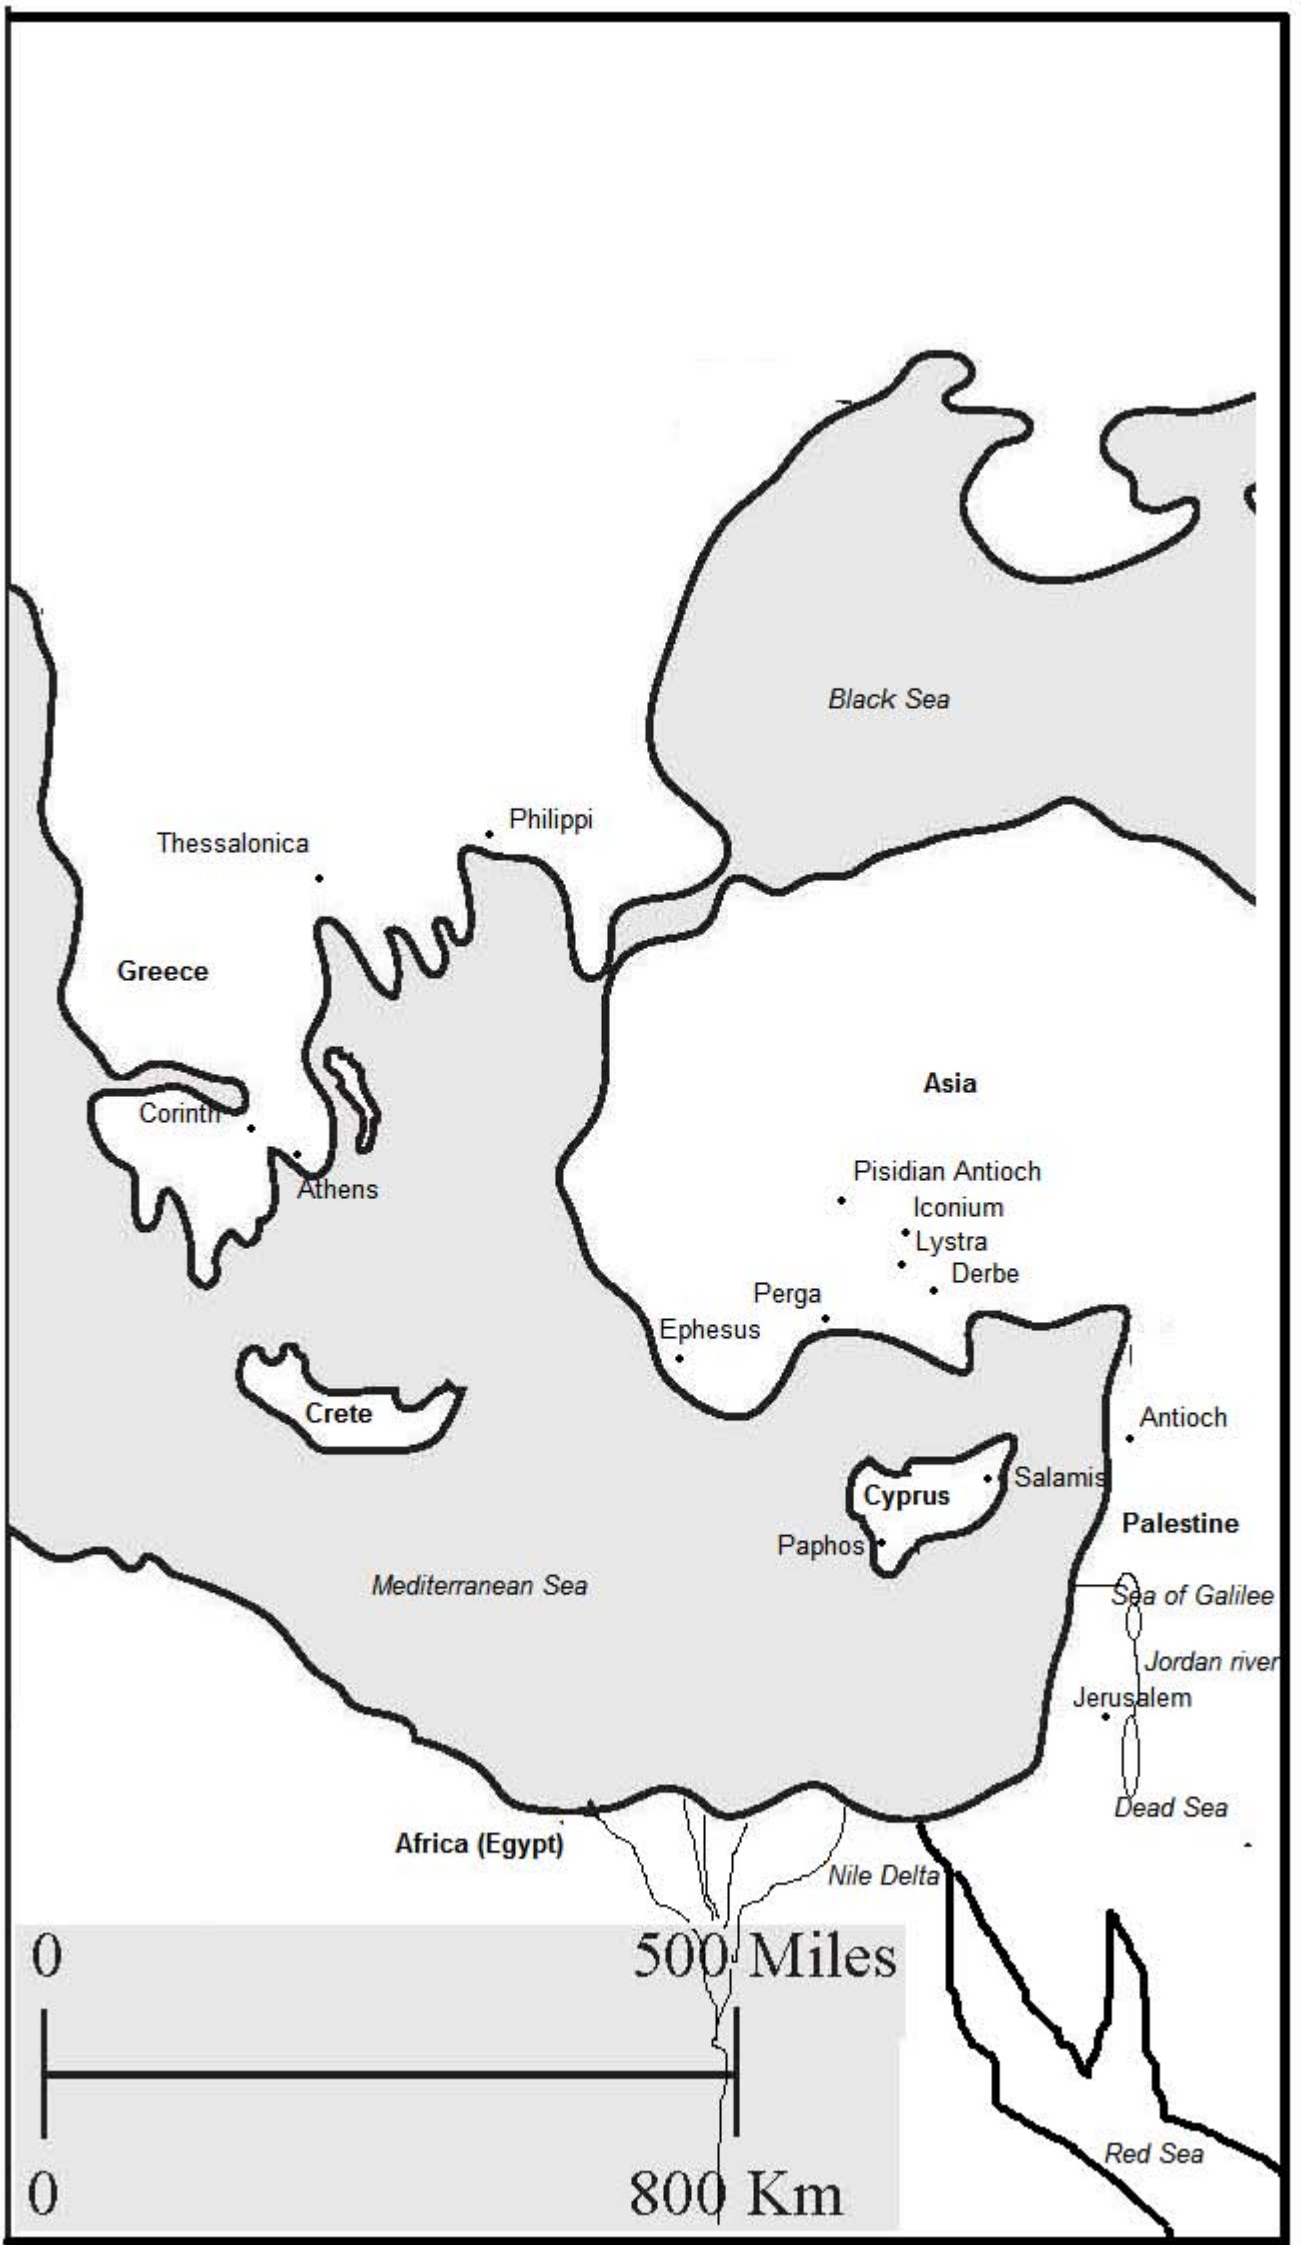 Black Sea
Philippi
Thessalonica
Greece
Asia
Corinth
Pisidian Antioch
Athens
Iconium
Lystra
Derbe
Perga
Ephesus
Crete
Antioch
Salamis
Cyprus
Palestine
Paphos
Mediterranean Sea
Sea of Galilee
Jordan river
Jerusalem
Dead Sea
Africa (Egypt)
Nile Delta
0 500 Miles
Red Sea
0 800 Km